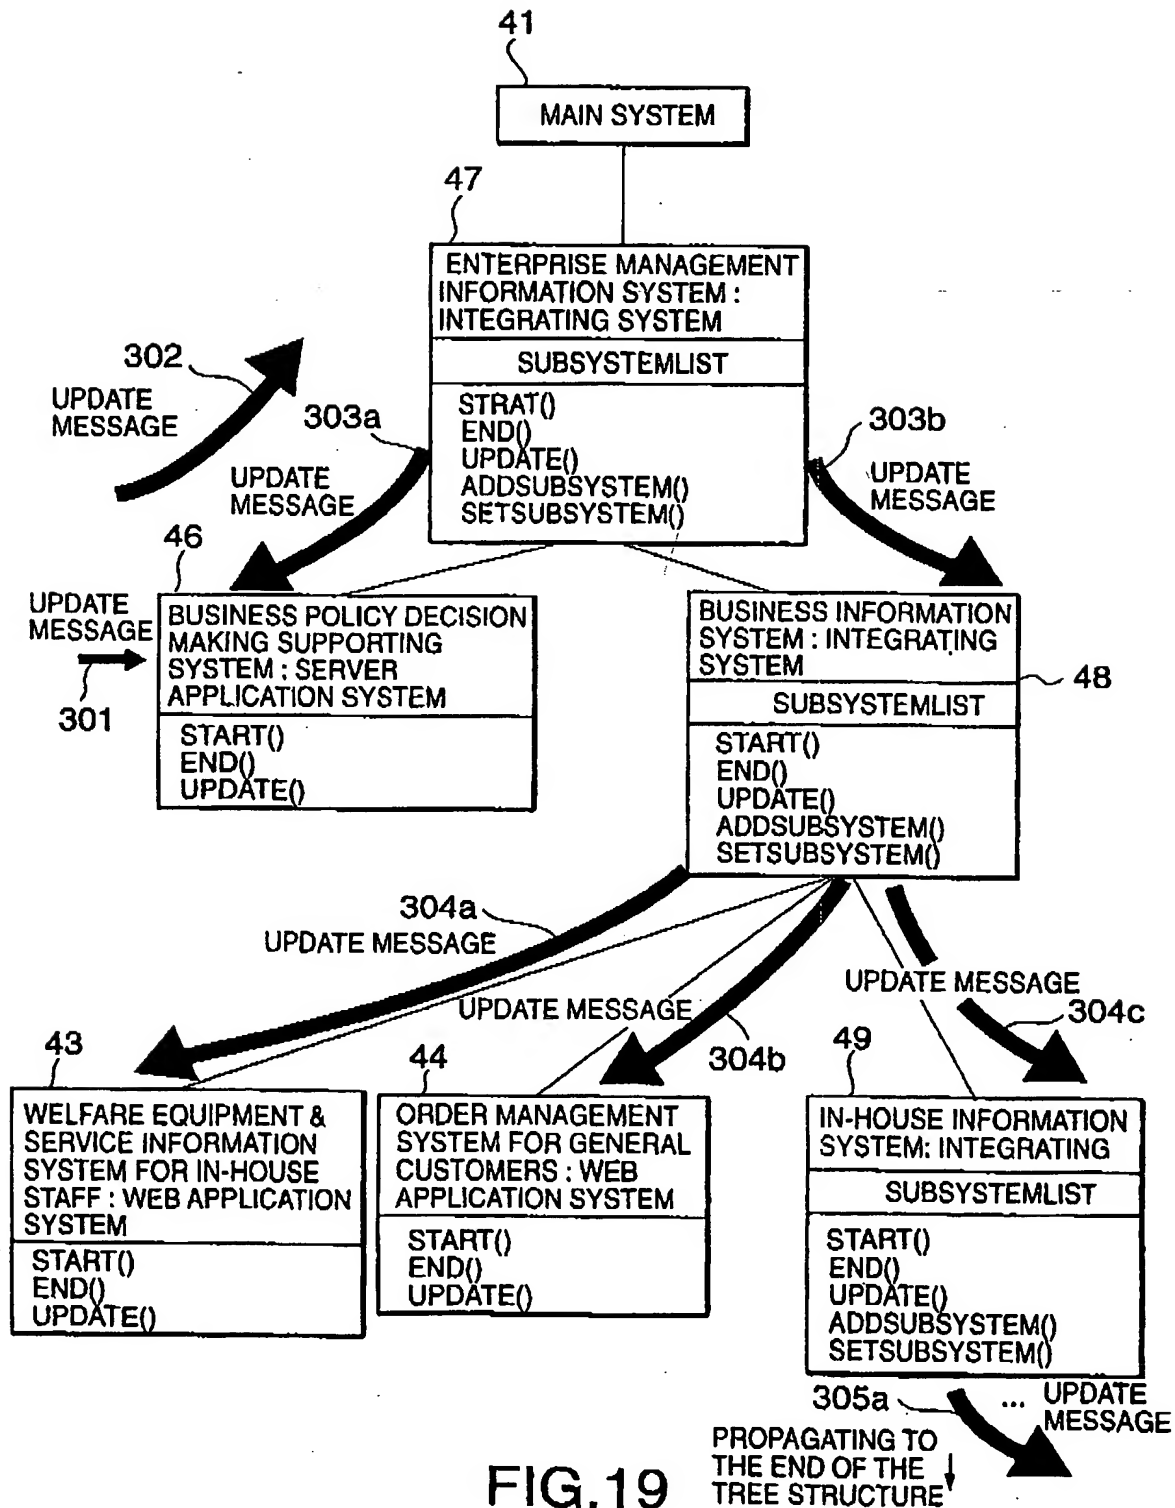 41
MAIN SYSTEM
47
ENTERPRISE MANAGEMENT
INFORMATION SYSTEM :
INTEGRATING SYSTEM
SUBSYSTEMLIST
STRAT()
END()
UPDATE()
ADDSUBSYSTEM()
SETSUBSYSTEM()
302
UPDATE
MESSAGE
303a
UPDATE
MESSAGE
303b
UPDATE
MESSAGE
46
UPDATE
MESSAGE
301
BUSINESS POLICY DECISION
MAKING SUPPORTING
SYSTEM : SERVER
APPLICATION SYSTEM
START()
END()
UPDATE()
BUSINESS INFORMATION
SYSTEM : INTEGRATING
SYSTEM
48
SUBSYSTEMLIST
START()
END()
UPDATE()
ADDSUBSYSTEM()
SETSUBSYSTEM()
304a
UPDATE MESSAGE
UPDATE MESSAGE
304b
UPDATE MESSAGE
304c
43
WELFARE EQUIPMENT &
SERVICE INFORMATION
SYSTEM FOR IN-HOUSE
STAFF : WEB APPLICATION
SYSTEM
START()
END()
UPDATE()
44
ORDER MANAGEMENT
SYSTEM FOR GENERAL
CUSTOMERS : WEB
APPLICATION SYSTEM
START()
END()
UPDATE()
49
IN-HOUSE INFORMATION
SYSTEM: INTEGRATING
SUBSYSTEMLIST
START()
END()
UPDATE()
ADDSUBSYSTEM()
SETSUBSYSTEM()
305a
... UPDATE
MESSAGE
PROPAGATING TO
THE END OF THE
TREE STRUCTURE
FIG.19